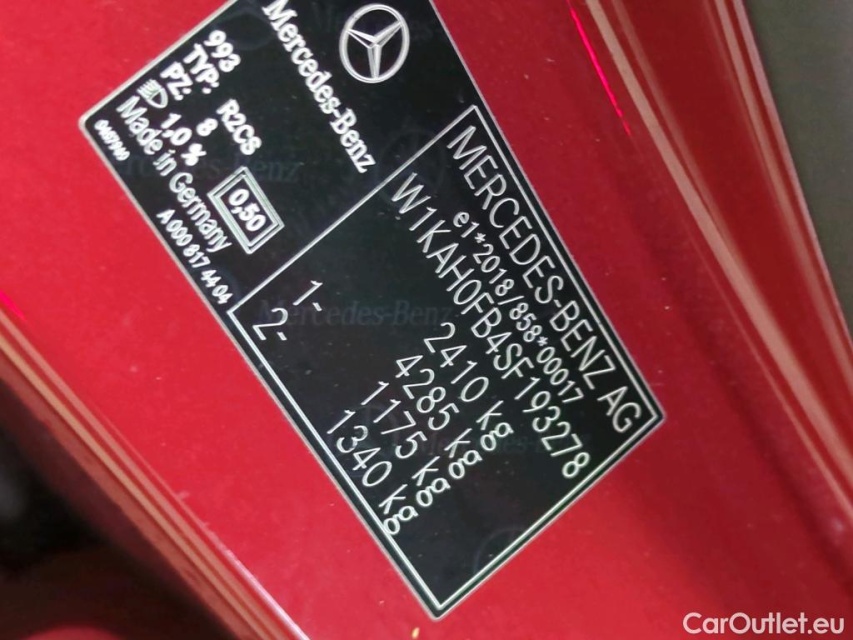 Mercedes-Benz
993
TYP: R2CS
PZ: 8
1,0 %
0,50
Made in Germany
A 000 817 44 04
MERCEDES-BENZ AG
e1*2018/858*00017
W1KAH0FB4SF193278
2410 kg
4285 kg
1- 1175 kg
2- 1340 kg
CarOutlet.eu